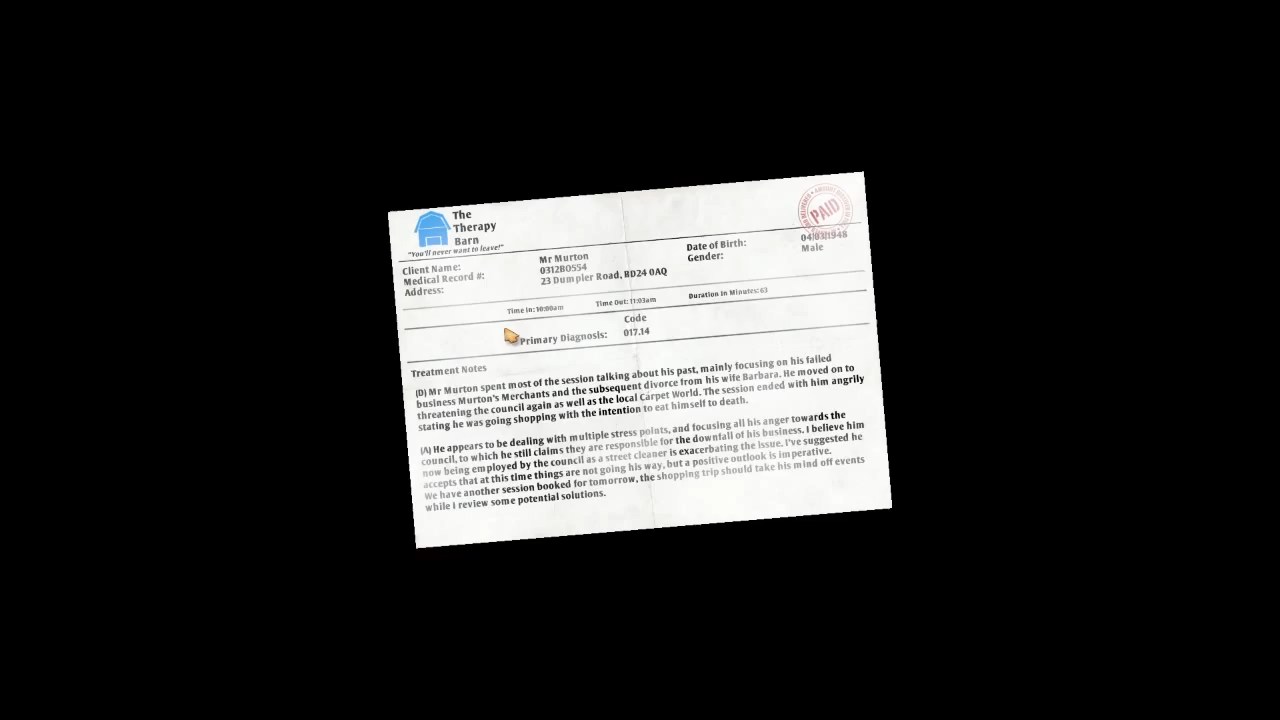 The
Therapy
Barn
"You'll never want to leave!"
PAID
Client Name: Mr Murton Date of Birth: 04/03/1948
Medical Record #: 0312B0554 Gender: Male
Address: 23 Dumpler Road, BD24 0AQ
Time In: 10:00am Time Out: 11:03am Duration In Minutes: 63
Code
Primary Diagnosis: 017.14
Treatment Notes
(D) Mr Murton spent most of the session talking about his past, mainly focusing on his failed
business Murton's Merchants and the subsequent divorce from his wife Barbara. He moved on to
threatening the council again as well as the local Carpet World. The session ended with him angrily
stating he was going shopping with the intention to eat himself to death.
(A) He appears to be dealing with multiple stress points, and focusing all his anger towards the
council, to which he still claims they are responsible for the downfall of his business. I believe him
now being employed by the council as a street cleaner is exacerbating the issue. I've suggested he
accepts that at this time things are not going his way, but a positive outlook is imperative.
We have another session booked for tomorrow, the shopping trip should take his mind off events
while I review some potential solutions.